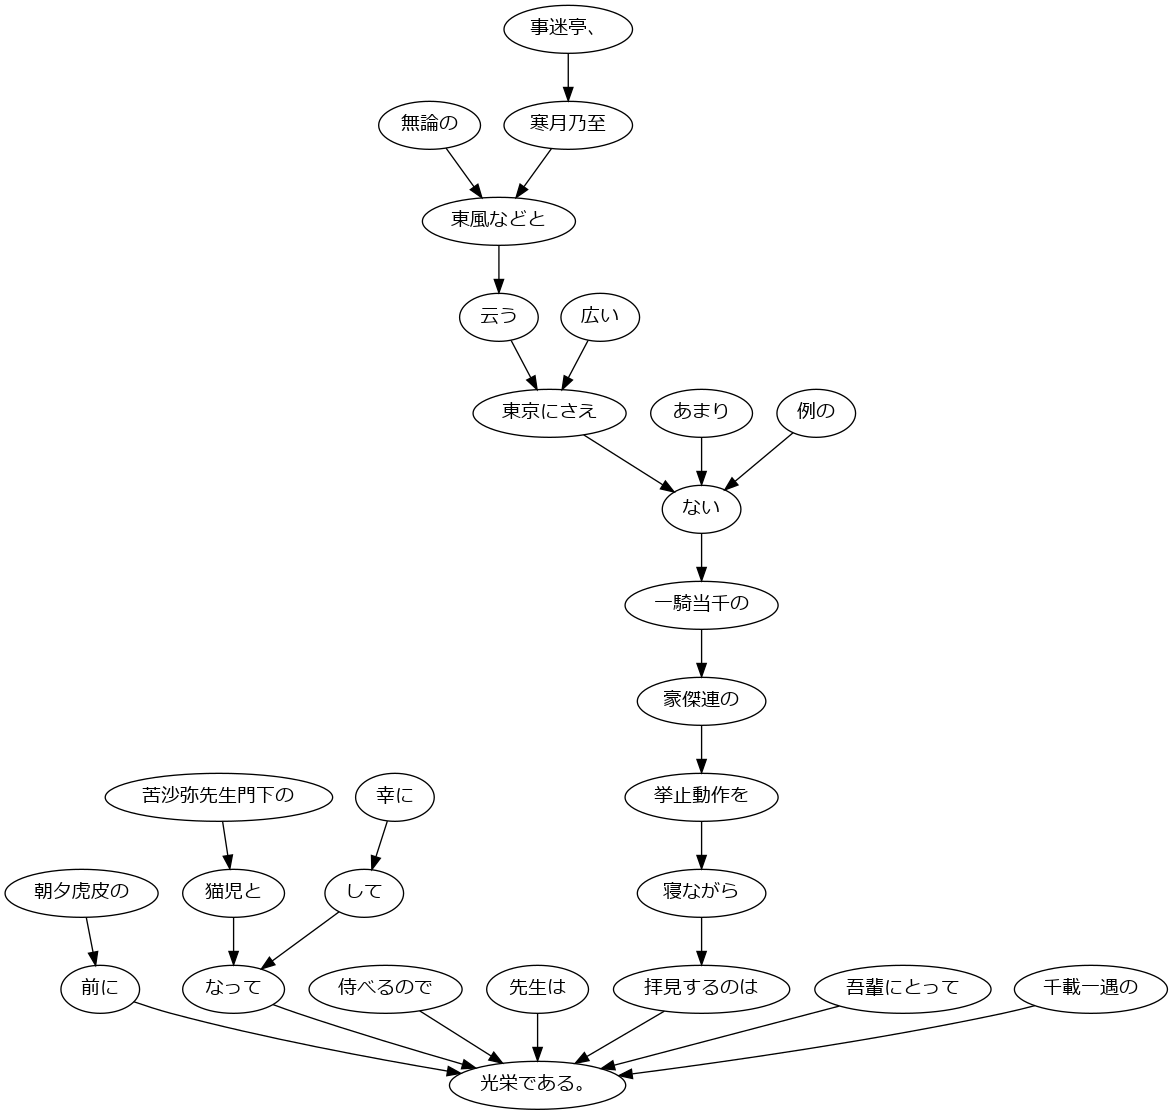 事迷亭、
無論の
寒月乃至
東風などと
云う
広い
東京にさえ
あまり
例の
ない
一騎当千の
豪傑連の
苦沙弥先生門下の
幸に
挙止動作を
朝夕虎皮の
猫児と
して
寝ながら
前に
なって
侍べるので
先生は
拝見するのは
吾輩にとって
千載一遇の
光栄である。